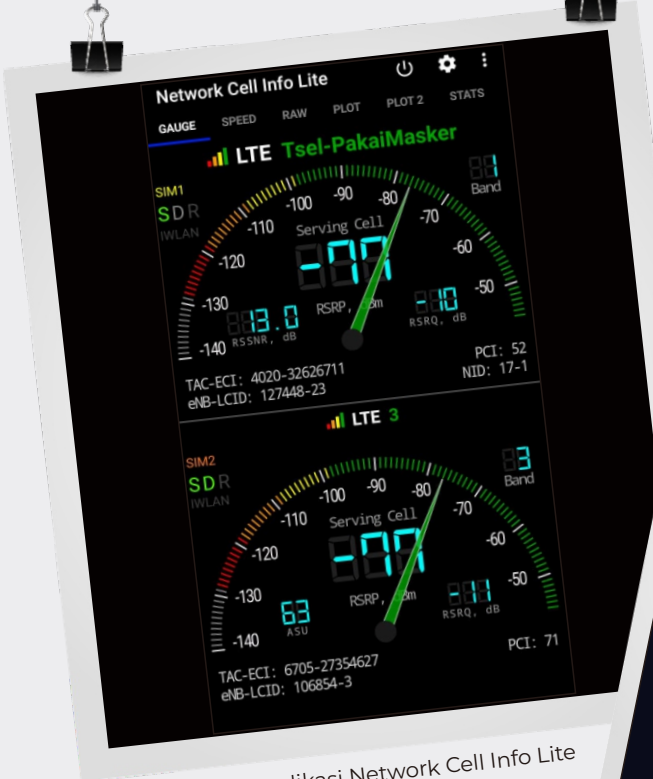 Network Cell Info Lite
GAUGE SPEED RAW PLOT PLOT 2 STATS
LTE Tsel-PakaiMasker
SIM1
SDR
IWLAN
1
Band
-140 -130 -120 -110 -100 -90 -80 -70 -60 -50
Serving Cell
-77
RSRP, dBm
13.0
RSSNR, dB
-10
RSRQ, dB
TAC-ECI: 4020-32626711
eNB-LCID: 127448-23
PCI: 52
NID: 17-1
LTE 3
SIM2
SDR
IWLAN
3
Band
-140 -130 -120 -110 -100 -90 -80 -70 -60 -50
Serving Cell
-77
RSRP, dBm
63
ASU
-11
RSRQ, dB
TAC-ECI: 6705-27354627
eNB-LCID: 106854-3
PCI: 71
Network Cell Info Lite